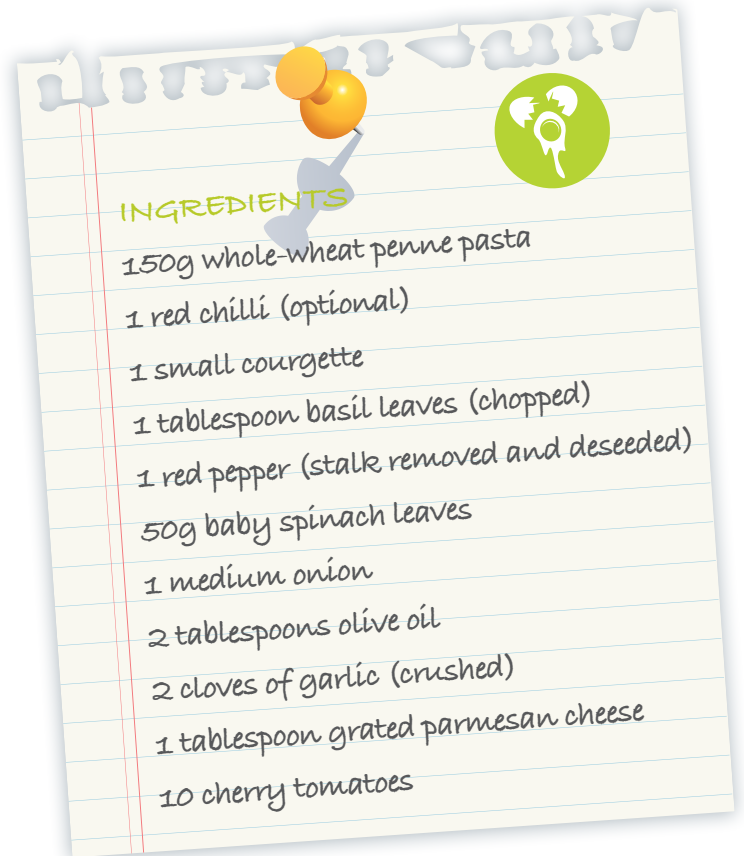 INGREDIENTS
150g whole-wheat penne pasta
1 red chilli (optional)
1 small courgette
1 tablespoon basil leaves (chopped)
1 red pepper (stalk removed and deseeded)
50g baby spinach leaves
1 medium onion
2 tablespoons olive oil
2 cloves of garlic (crushed)
1 tablespoon grated parmesan cheese
10 cherry tomatoes